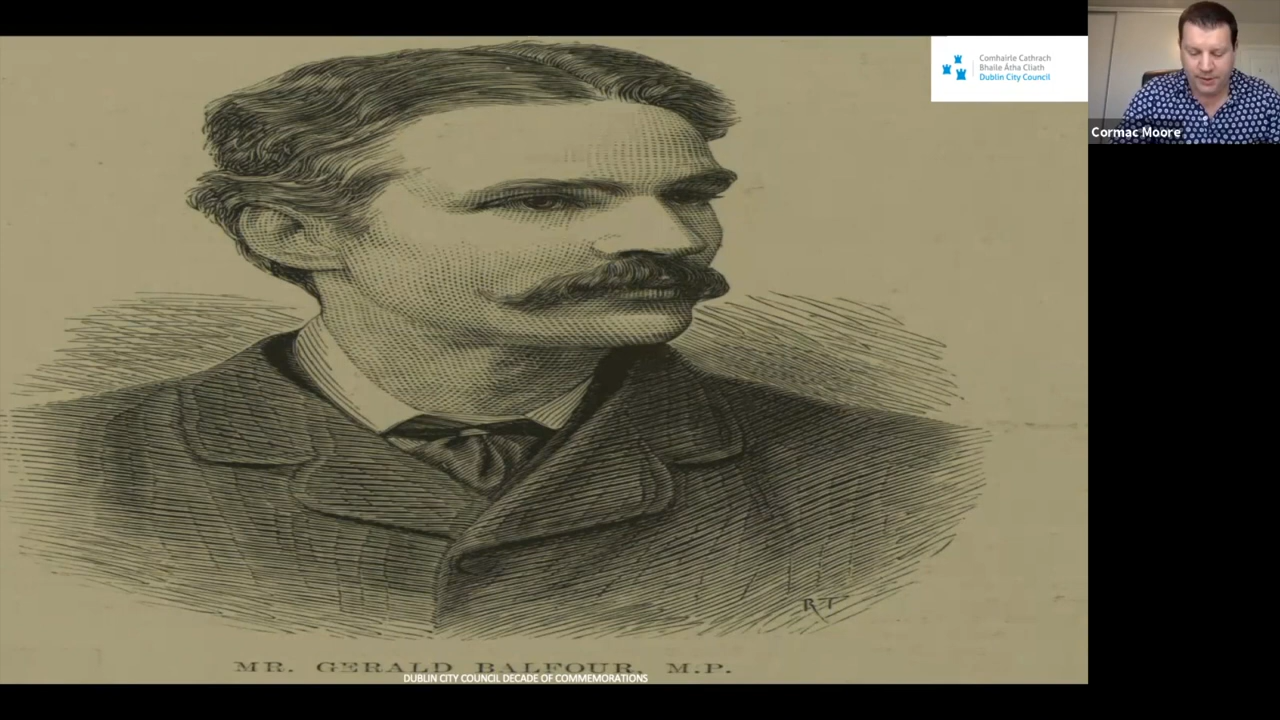 Comhairle Cathrach
Bhaile Átha Cliath
Dublin City Council
Cormac Moore
RT
MR. GERALD BALFOUR, M.P.
DUBLIN CITY COUNCIL DECADE OF COMMEMORATIONS